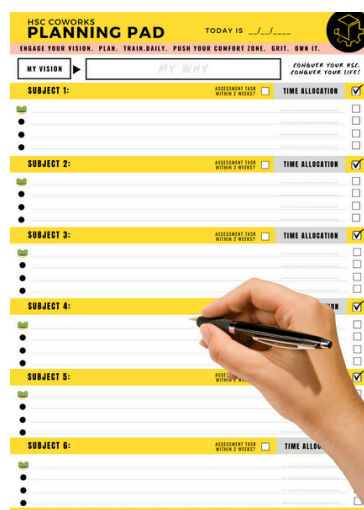 HSC COWORKS
PLANNING PAD
TODAY IS __/__/____
ENGAGE YOUR VISION. PLAN. TRAIN.DAILY. PUSH YOUR COMFORT ZONE. GRIT. OWN IT.
MY VISION
MY WHY
CONQUER YOUR HSC.
CONQUER YOUR LIFE!
SUBJECT 1:
ASSESSMENT TASK
WITHIN 2 WEEKS?
TIME ALLOCATION
SUBJECT 2:
ASSESSMENT TASK
WITHIN 2 WEEKS?
TIME ALLOCATION
SUBJECT 3:
ASSESSMENT TASK
WITHIN 2 WEEKS?
TIME ALLOCATION
SUBJECT 4:
SUBJECT 5:
WITHIN 2 WEEKS?
SUBJECT 6:
ASSESSMENT TASK
WITHIN 2 WEEKS?
TIME